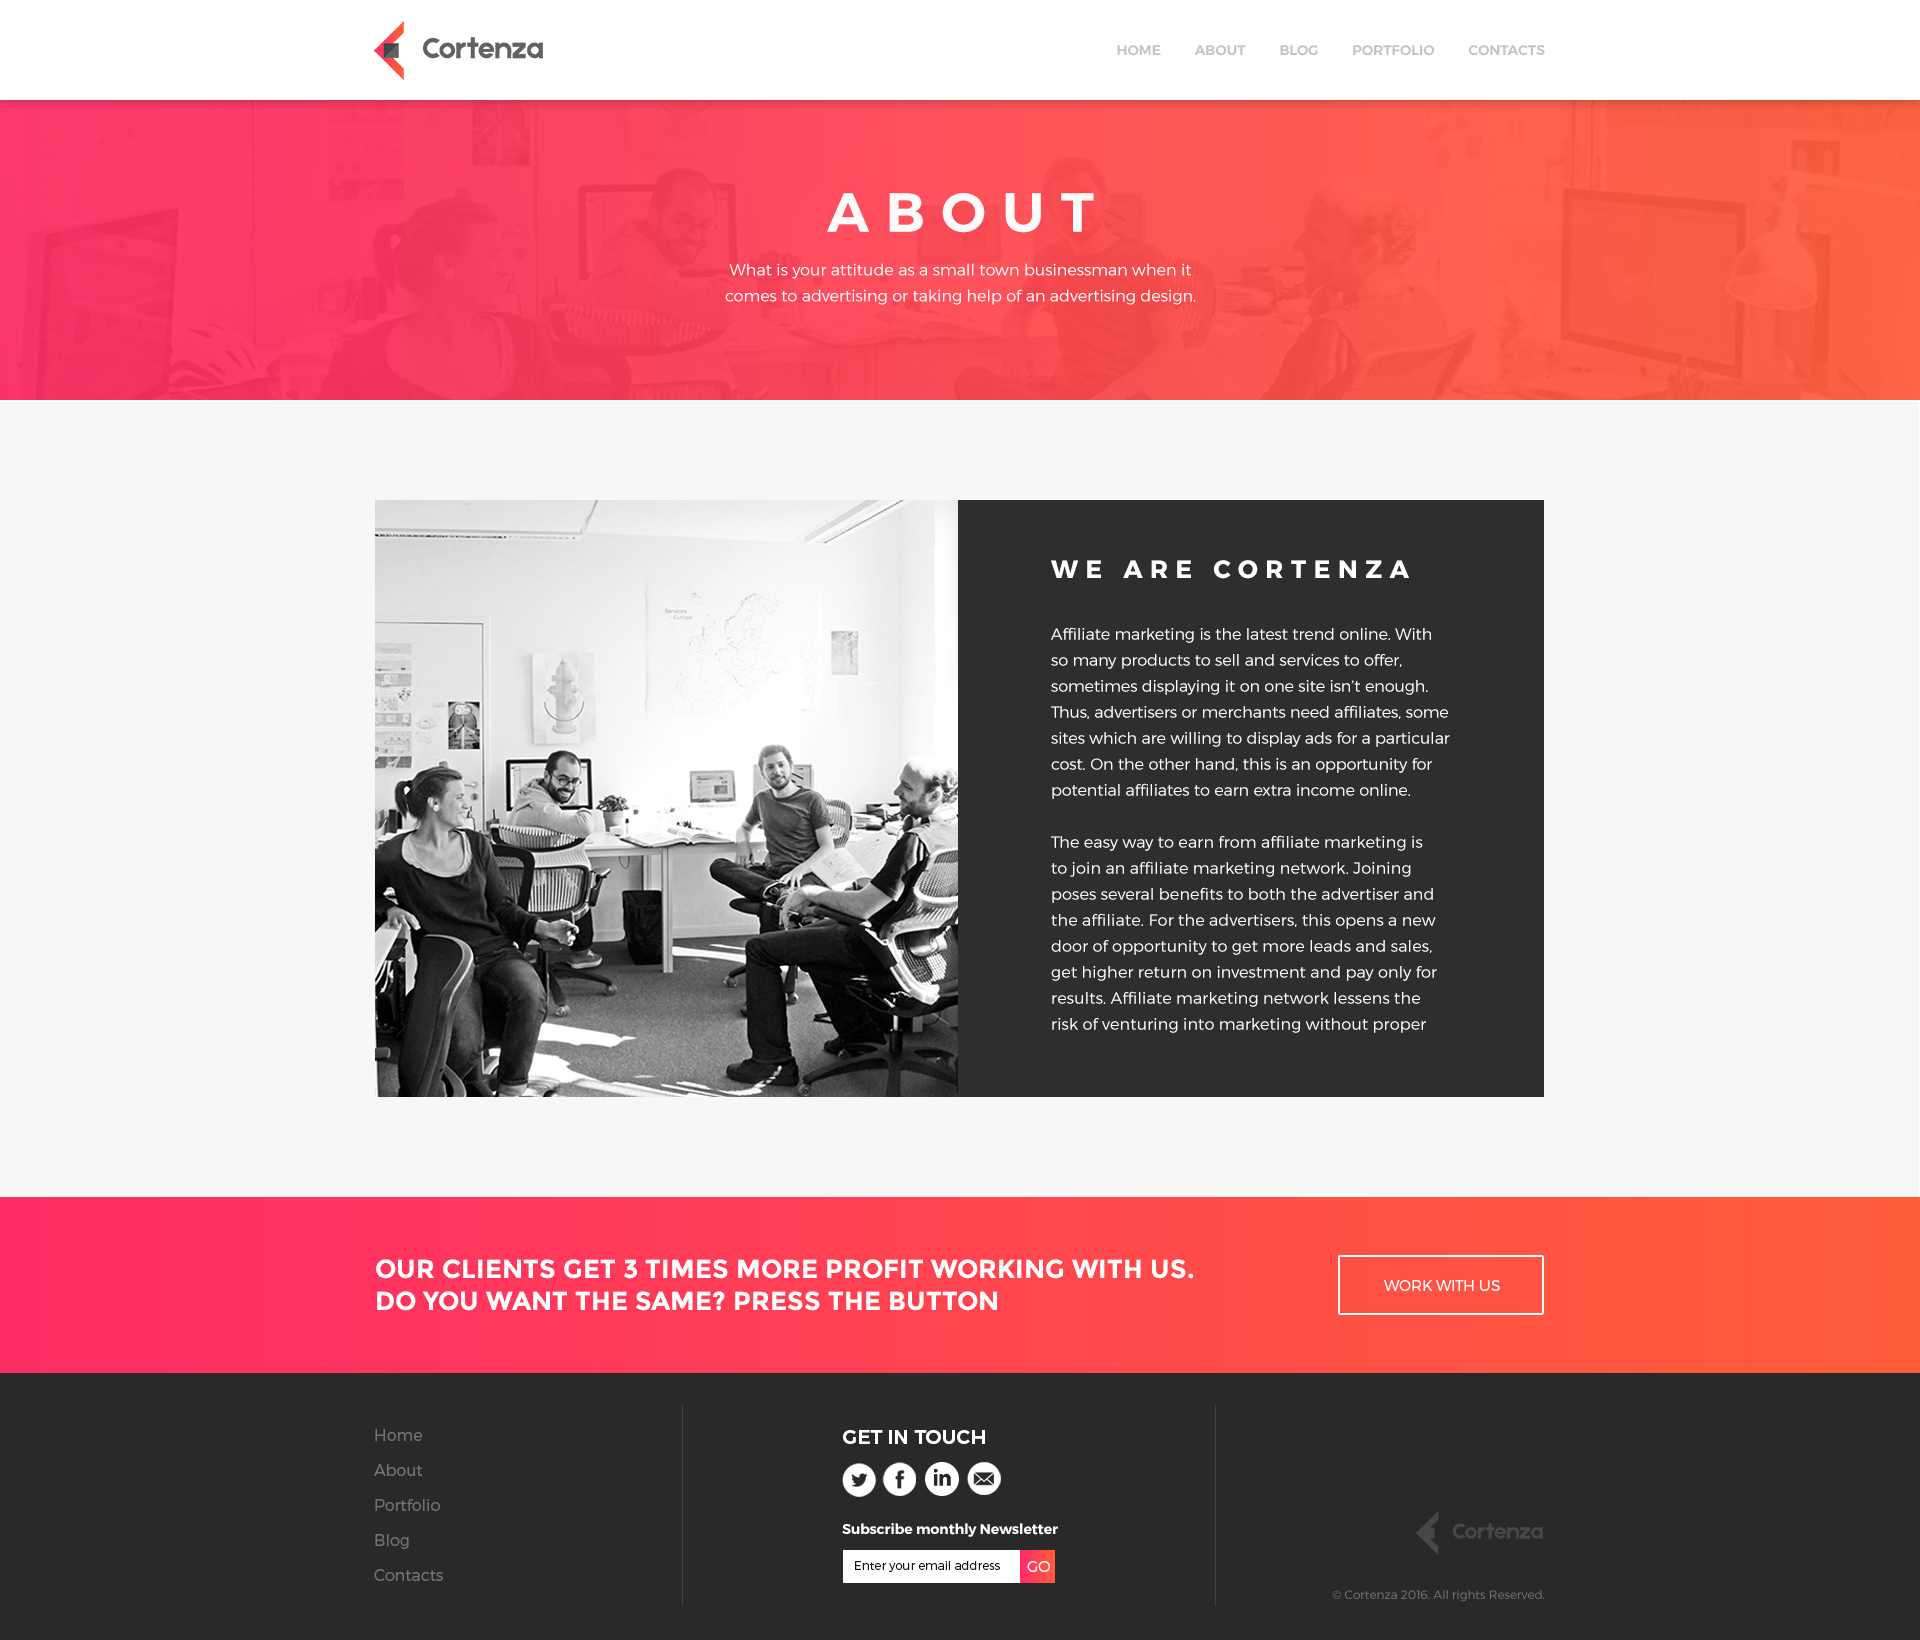 Cortenza
HOME ABOUT BLOG PORTFOLIO CONTACTS
ABOUT
What is your attitude as a small town businessman when it
comes to advertising or taking help of an advertising design.
Services
Europe
WE ARE CORTENZA
Affiliate marketing is the latest trend online. With
so many products to sell and services to offer,
sometimes displaying it on one site isn't enough.
Thus, advertisers or merchants need affiliates, some
sites which are willing to display ads for a particular
cost. On the other hand, this is an opportunity for
potential affiliates to earn extra income online.
The easy way to earn from affiliate marketing is
to join an affiliate marketing network. Joining
poses several benefits to both the advertiser and
the affiliate. For the advertisers, this opens a new
door of opportunity to get more leads and sales,
get higher return on investment and pay only for
results. Affiliate marketing network lessens the
risk of venturing into marketing without proper
OUR CLIENTS GET 3 TIMES MORE PROFIT WORKING WITH US.
DO YOU WANT THE SAME? PRESS THE BUTTON
WORK WITH US
Home
About
Portfolio
Blog
Contacts
GET IN TOUCH
Subscribe monthly Newsletter
Enter your email address GO
Cortenza
© Cortenza 2016. All rights Reserved.